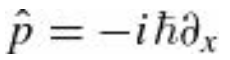 p̂ = −iħ∂ₓ